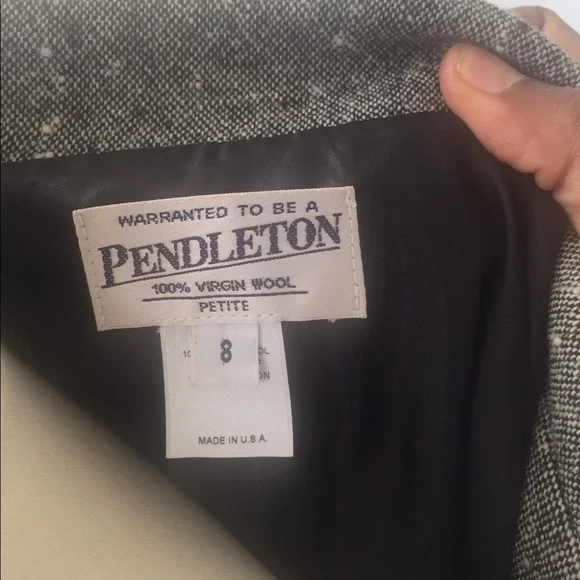 WARRANTED TO BE A
PENDLETON
100% VIRGIN WOOL
PETITE
8
MADE IN U.S.A.